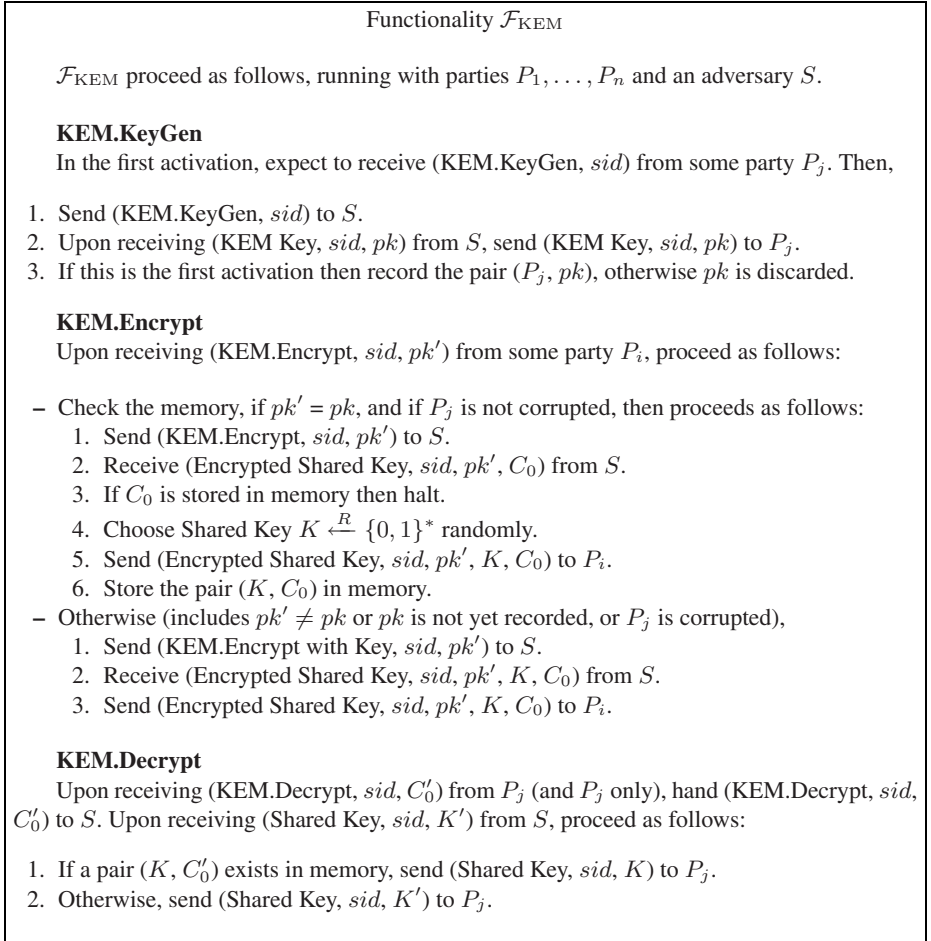 Functionality 𝓕_KEM
𝓕_KEM proceed as follows, running with parties P_1, . . . , P_n and an adversary S.
KEM.KeyGen
In the first activation, expect to receive (KEM.KeyGen, sid) from some party P_j. Then,
1. Send (KEM.KeyGen, sid) to S.
2. Upon receiving (KEM Key, sid, pk) from S, send (KEM Key, sid, pk) to P_j.
3. If this is the first activation then record the pair (P_j, pk), otherwise pk is discarded.
KEM.Encrypt
Upon receiving (KEM.Encrypt, sid, pk′) from some party P_i, proceed as follows:
– Check the memory, if pk′ = pk, and if P_j is not corrupted, then proceeds as follows:
1. Send (KEM.Encrypt, sid, pk′) to S.
2. Receive (Encrypted Shared Key, sid, pk′, C_0) from S.
3. If C_0 is stored in memory then halt.
4. Choose Shared Key K ←^R {0, 1}* randomly.
5. Send (Encrypted Shared Key, sid, pk′, K, C_0) to P_i.
6. Store the pair (K, C_0) in memory.
– Otherwise (includes pk′ ≠ pk or pk is not yet recorded, or P_j is corrupted),
1. Send (KEM.Encrypt with Key, sid, pk′) to S.
2. Receive (Encrypted Shared Key, sid, pk′, K, C_0) from S.
3. Send (Encrypted Shared Key, sid, pk′, K, C_0) to P_i.
KEM.Decrypt
Upon receiving (KEM.Decrypt, sid, C′_0) from P_j (and P_j only), hand (KEM.Decrypt, sid,
C′_0) to S. Upon receiving (Shared Key, sid, K′) from S, proceed as follows:
1. If a pair (K, C′_0) exists in memory, send (Shared Key, sid, K) to P_j.
2. Otherwise, send (Shared Key, sid, K′) to P_j.